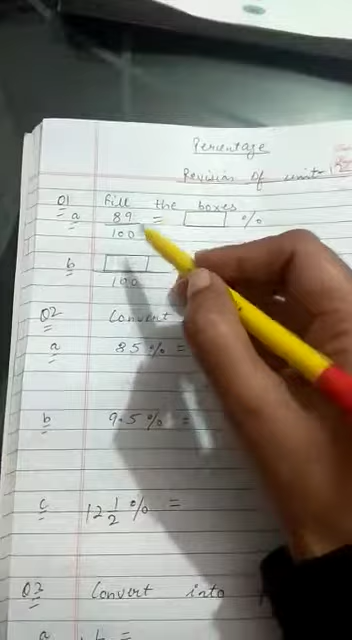 Percentage
Revision of unit
Q1 Fill the boxes
a 89/100 = %
b /100
Q2 Convert
a 85% =
b 9.5% =
c 12 1/2 % =
Q3 Convert into
a =